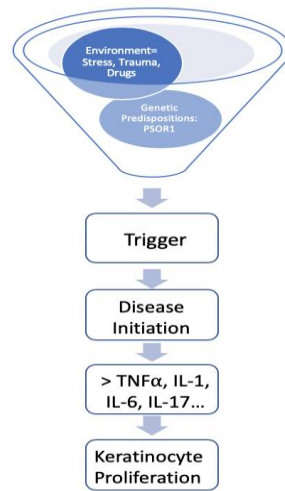 Environment=
Stress, Trauma,
Drugs
Genetic
Predispositions:
PSOR1
Trigger
Disease
Initiation
> TNFα, IL-1,
IL-6, IL-17...
Keratinocyte
Proliferation